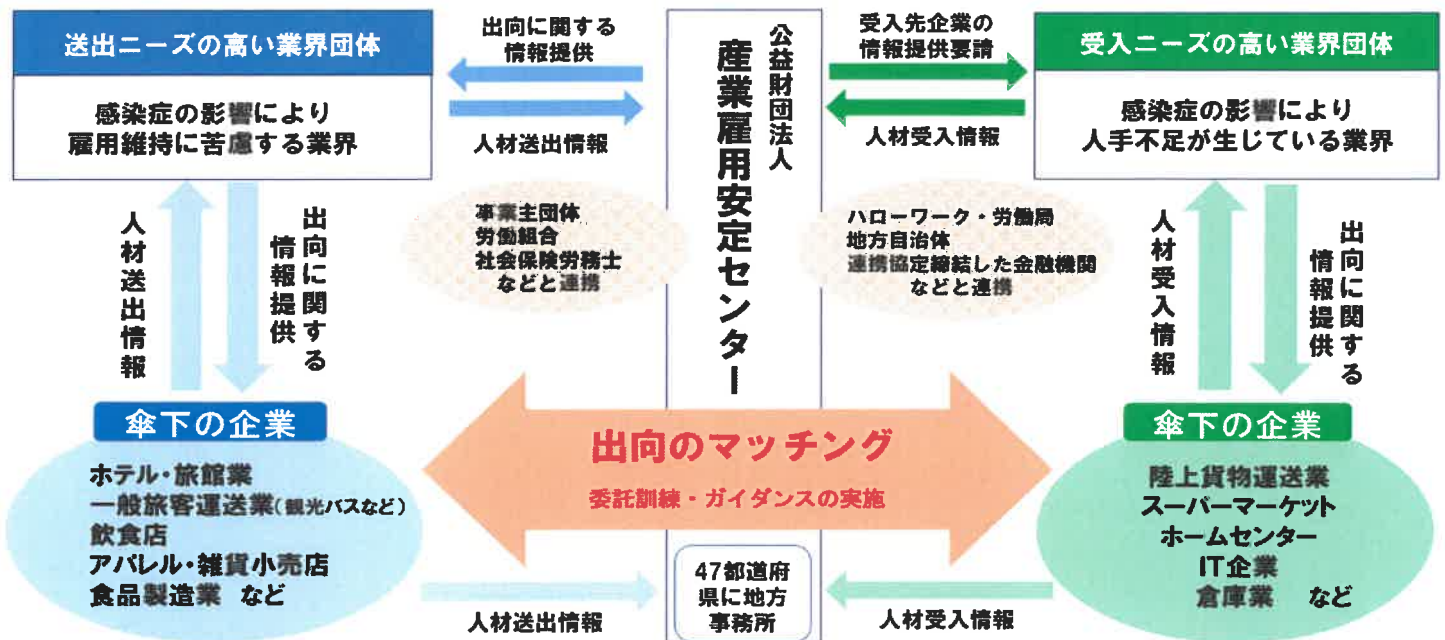 送出ニーズの高い業界団体
感染症の影響により
雇用維持に苦慮する業界
出向に関する
情報提供
人材送出情報
公益財団法人
産業雇用安定センター
受入先企業の
情報提供要請
人材受入情報
受入ニーズの高い業界団体
感染症の影響により
人手不足が生じている業界
人材送出情報
出向に関する
情報提供
事業主団体
労働組合
社会保険労務士
などと連携
ハローワーク・労働局
地方自治体
連携協定締結した金融機関
などと連携
人材受入情報
出向に関する
情報提供
傘下の企業
ホテル・旅館業
一般旅客運送業(観光バスなど)
飲食店
アパレル・雑貨小売店
食品製造業 など
出向のマッチング
委託訓練・ガイダンスの実施
傘下の企業
陸上貨物運送業
スーパーマーケット
ホームセンター
IT企業
倉庫業 など
人材送出情報
47都道府
県に地方
事務所
人材受入情報